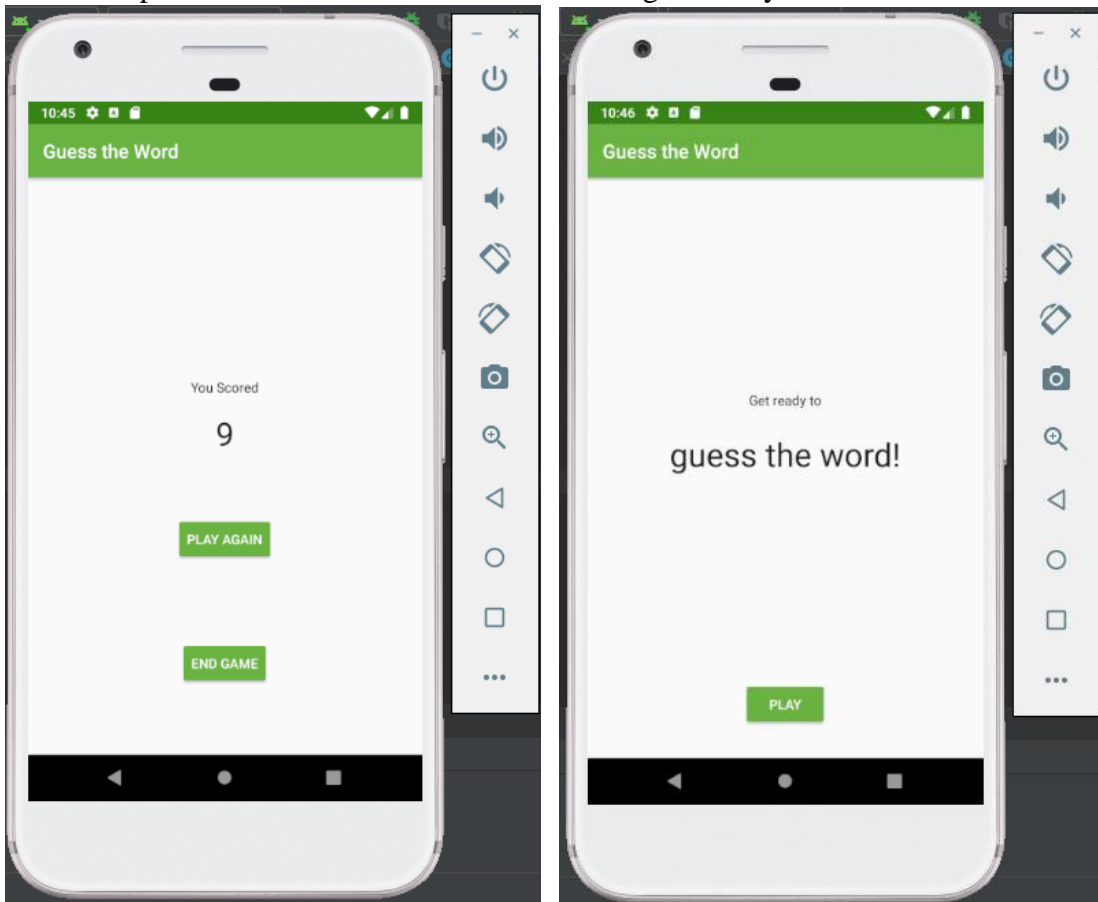 10:45
Guess the Word
You Scored
9
PLAY AGAIN
END GAME
10:46
Guess the Word
Get ready to
guess the word!
PLAY